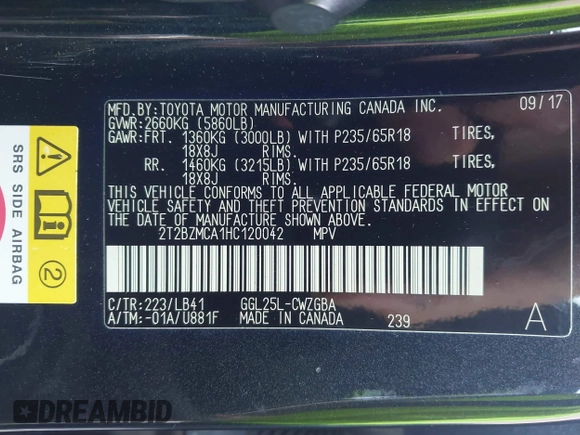 MFD.BY:TOYOTA MOTOR MANUFACTURING CANADA INC. 09/17
GVWR:2660KG (5860LB)
GAWR:FRT. 1360KG (3000LB) WITH P235/65R18 TIRES,
18X8J RIMS.
RR. 1460KG (3215LB) WITH P235/65R18 TIRES,
18X8J RIMS.
THIS VEHICLE CONFORMS TO ALL APPLICABLE FEDERAL MOTOR
VEHICLE SAFETY AND THEFT PREVENTION STANDARDS IN EFFECT ON
THE DATE OF MANUFACTURE SHOWN ABOVE.
2T2BZMCA1HC120042 MPV
C/TR:223/LB41 GGL25L-CWZGBA
A/TM:-01A/U881F MADE IN CANADA 239 A
SRS SIDE AIRBAG
2
DREAMBID